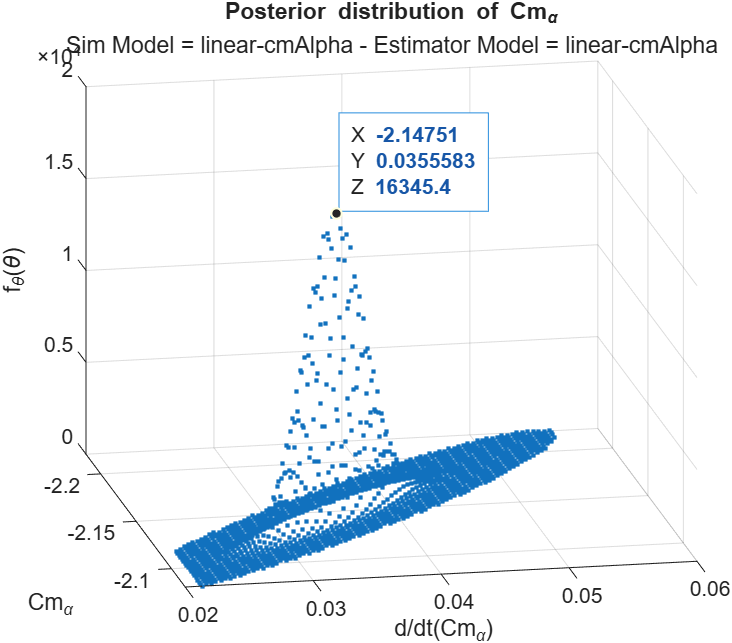 Posterior distribution of Cmα
Sim Model = linear-cmAlpha - Estimator Model = linear-cmAlpha
×10⁴
2
1.5
1
0.5
0
fθ(θ)
X -2.14751
Y 0.0355583
Z 16345.4
-2.2
-2.15
-2.1
Cmα
0.02
0.03
0.04
0.05
0.06
d/dt(Cmα)